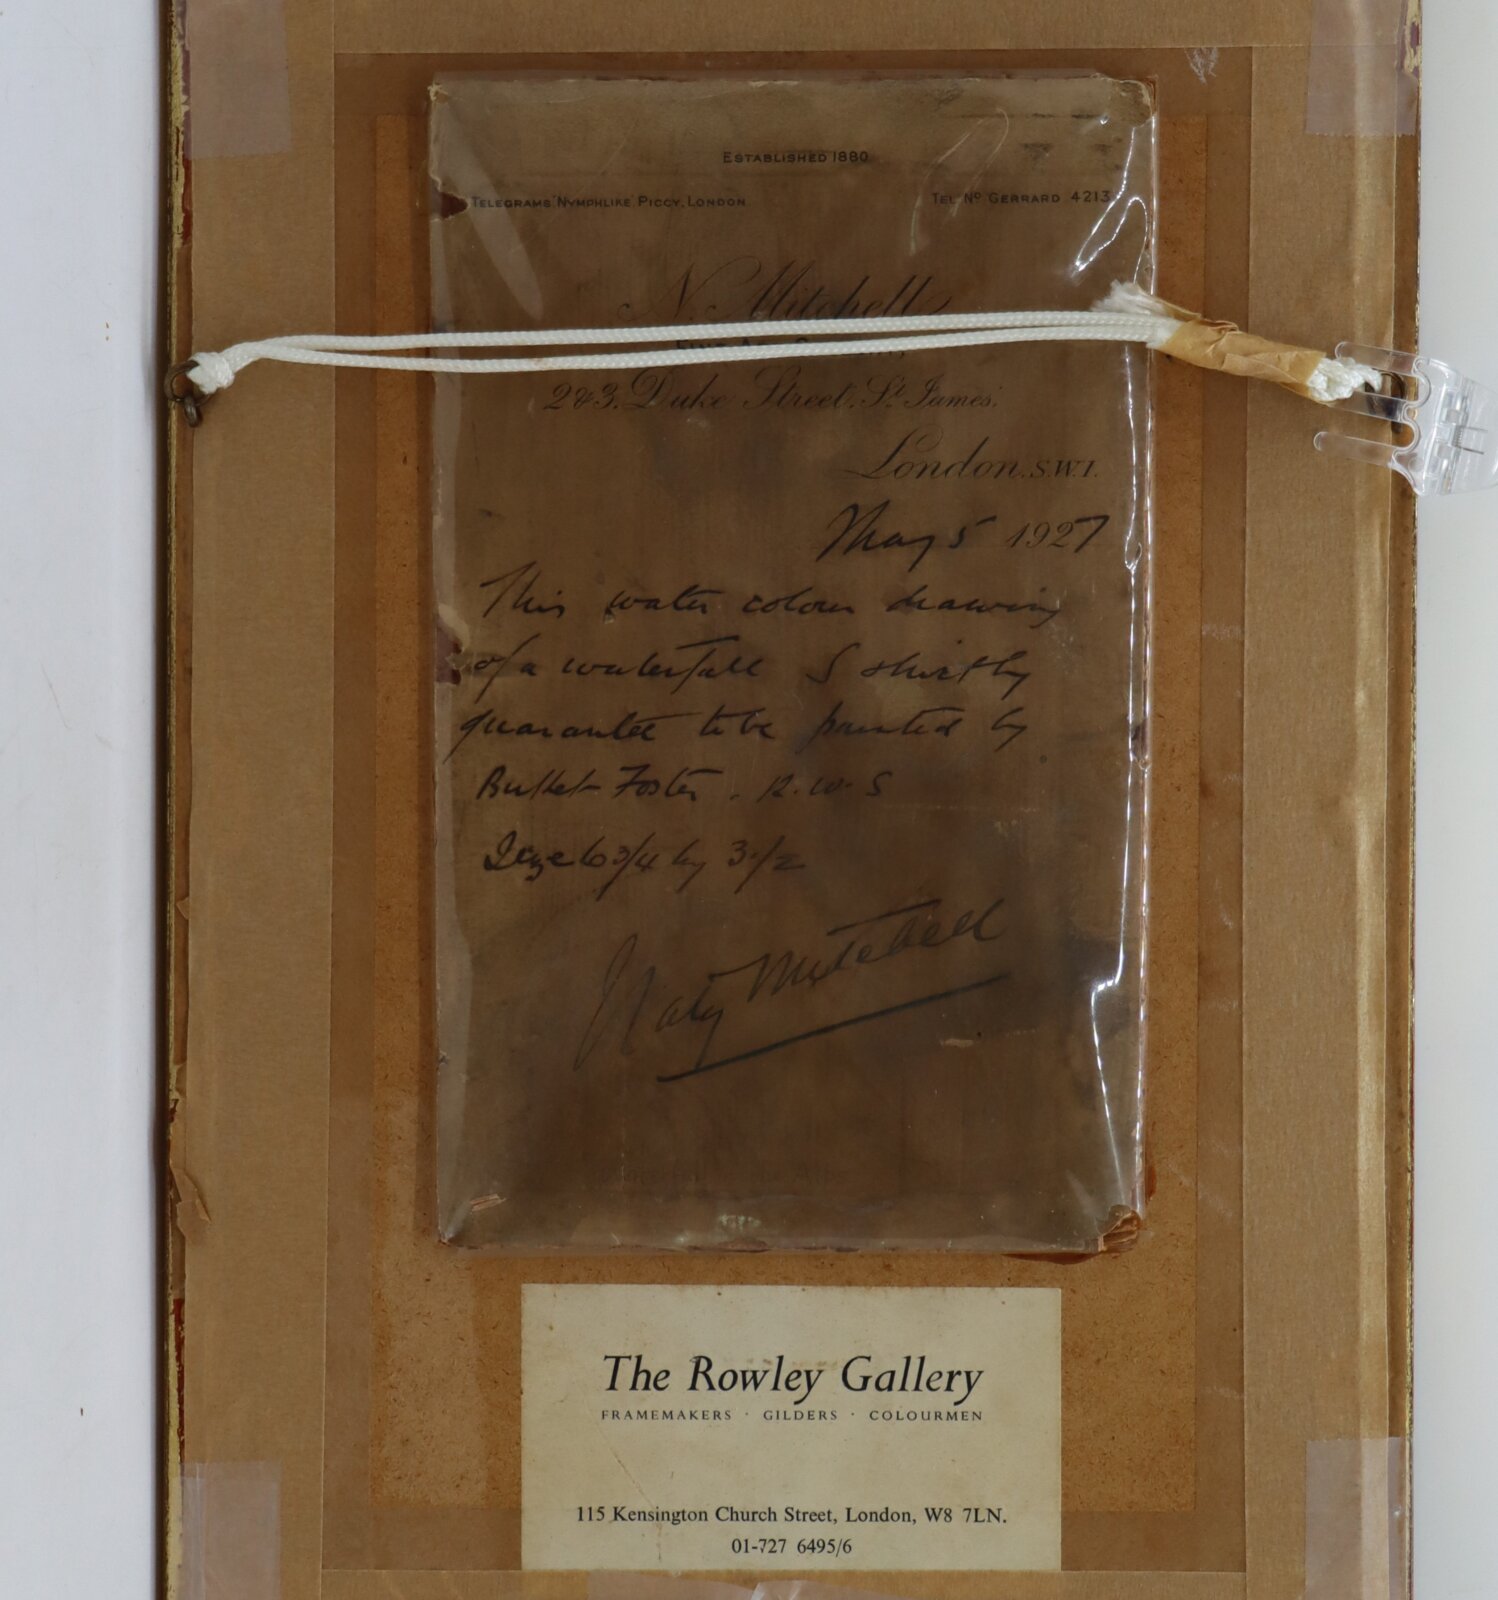 ESTABLISHED 1880
TELEGRAMS 'NYMPHLIKE' PICCY, LONDON
TEL. Nº GERRARD 4213
N. Mitchell
2 & 3, Duke Street, St. James',
London, S.W.1.
May 5 1927
This water colour drawing
of a waterfall I strictly
guarantee to be painted by
Birket Foster. R.W.S
Size 6 3/4 by 3 1/2
Mitchell
The Rowley Gallery
FRAMEMAKERS · GILDERS · COLOURMEN
115 Kensington Church Street, London, W8 7LN.
01-727 6495/6